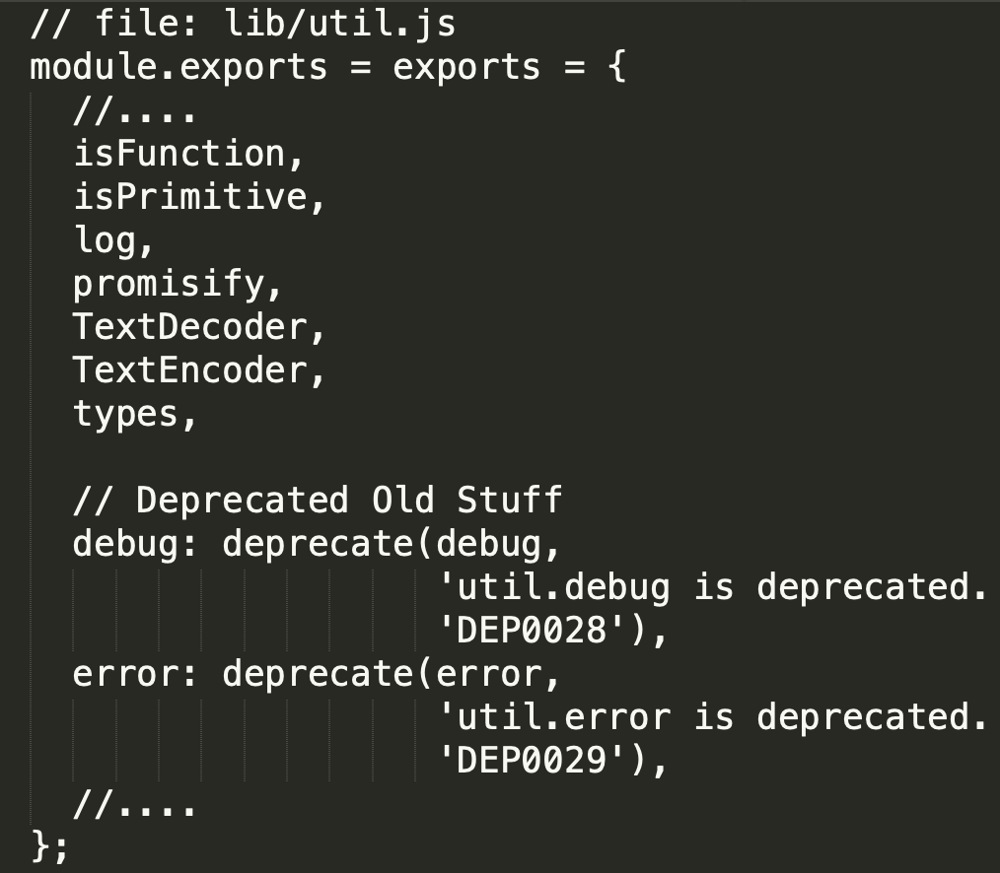 // file: lib/util.js
module.exports = exports = {
  //....
  isFunction,
  isPrimitive,
  log,
  promisify,
  TextDecoder,
  TextEncoder,
  types,

  // Deprecated Old Stuff
  debug: deprecate(debug,
                   'util.debug is deprecated.
                   'DEP0028'),
  error: deprecate(error,
                   'util.error is deprecated.
                   'DEP0029'),
  //....
};